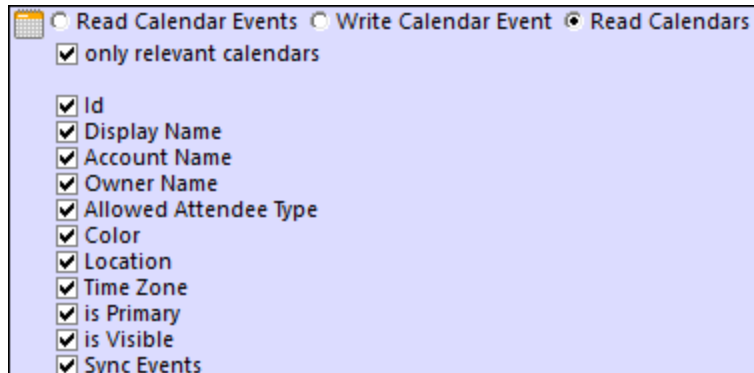 Read Calendar Events Write Calendar Event Read Calendars
only relevant calendars
Id
Display Name
Account Name
Owner Name
Allowed Attendee Type
Color
Location
Time Zone
is Primary
is Visible
Sync Events